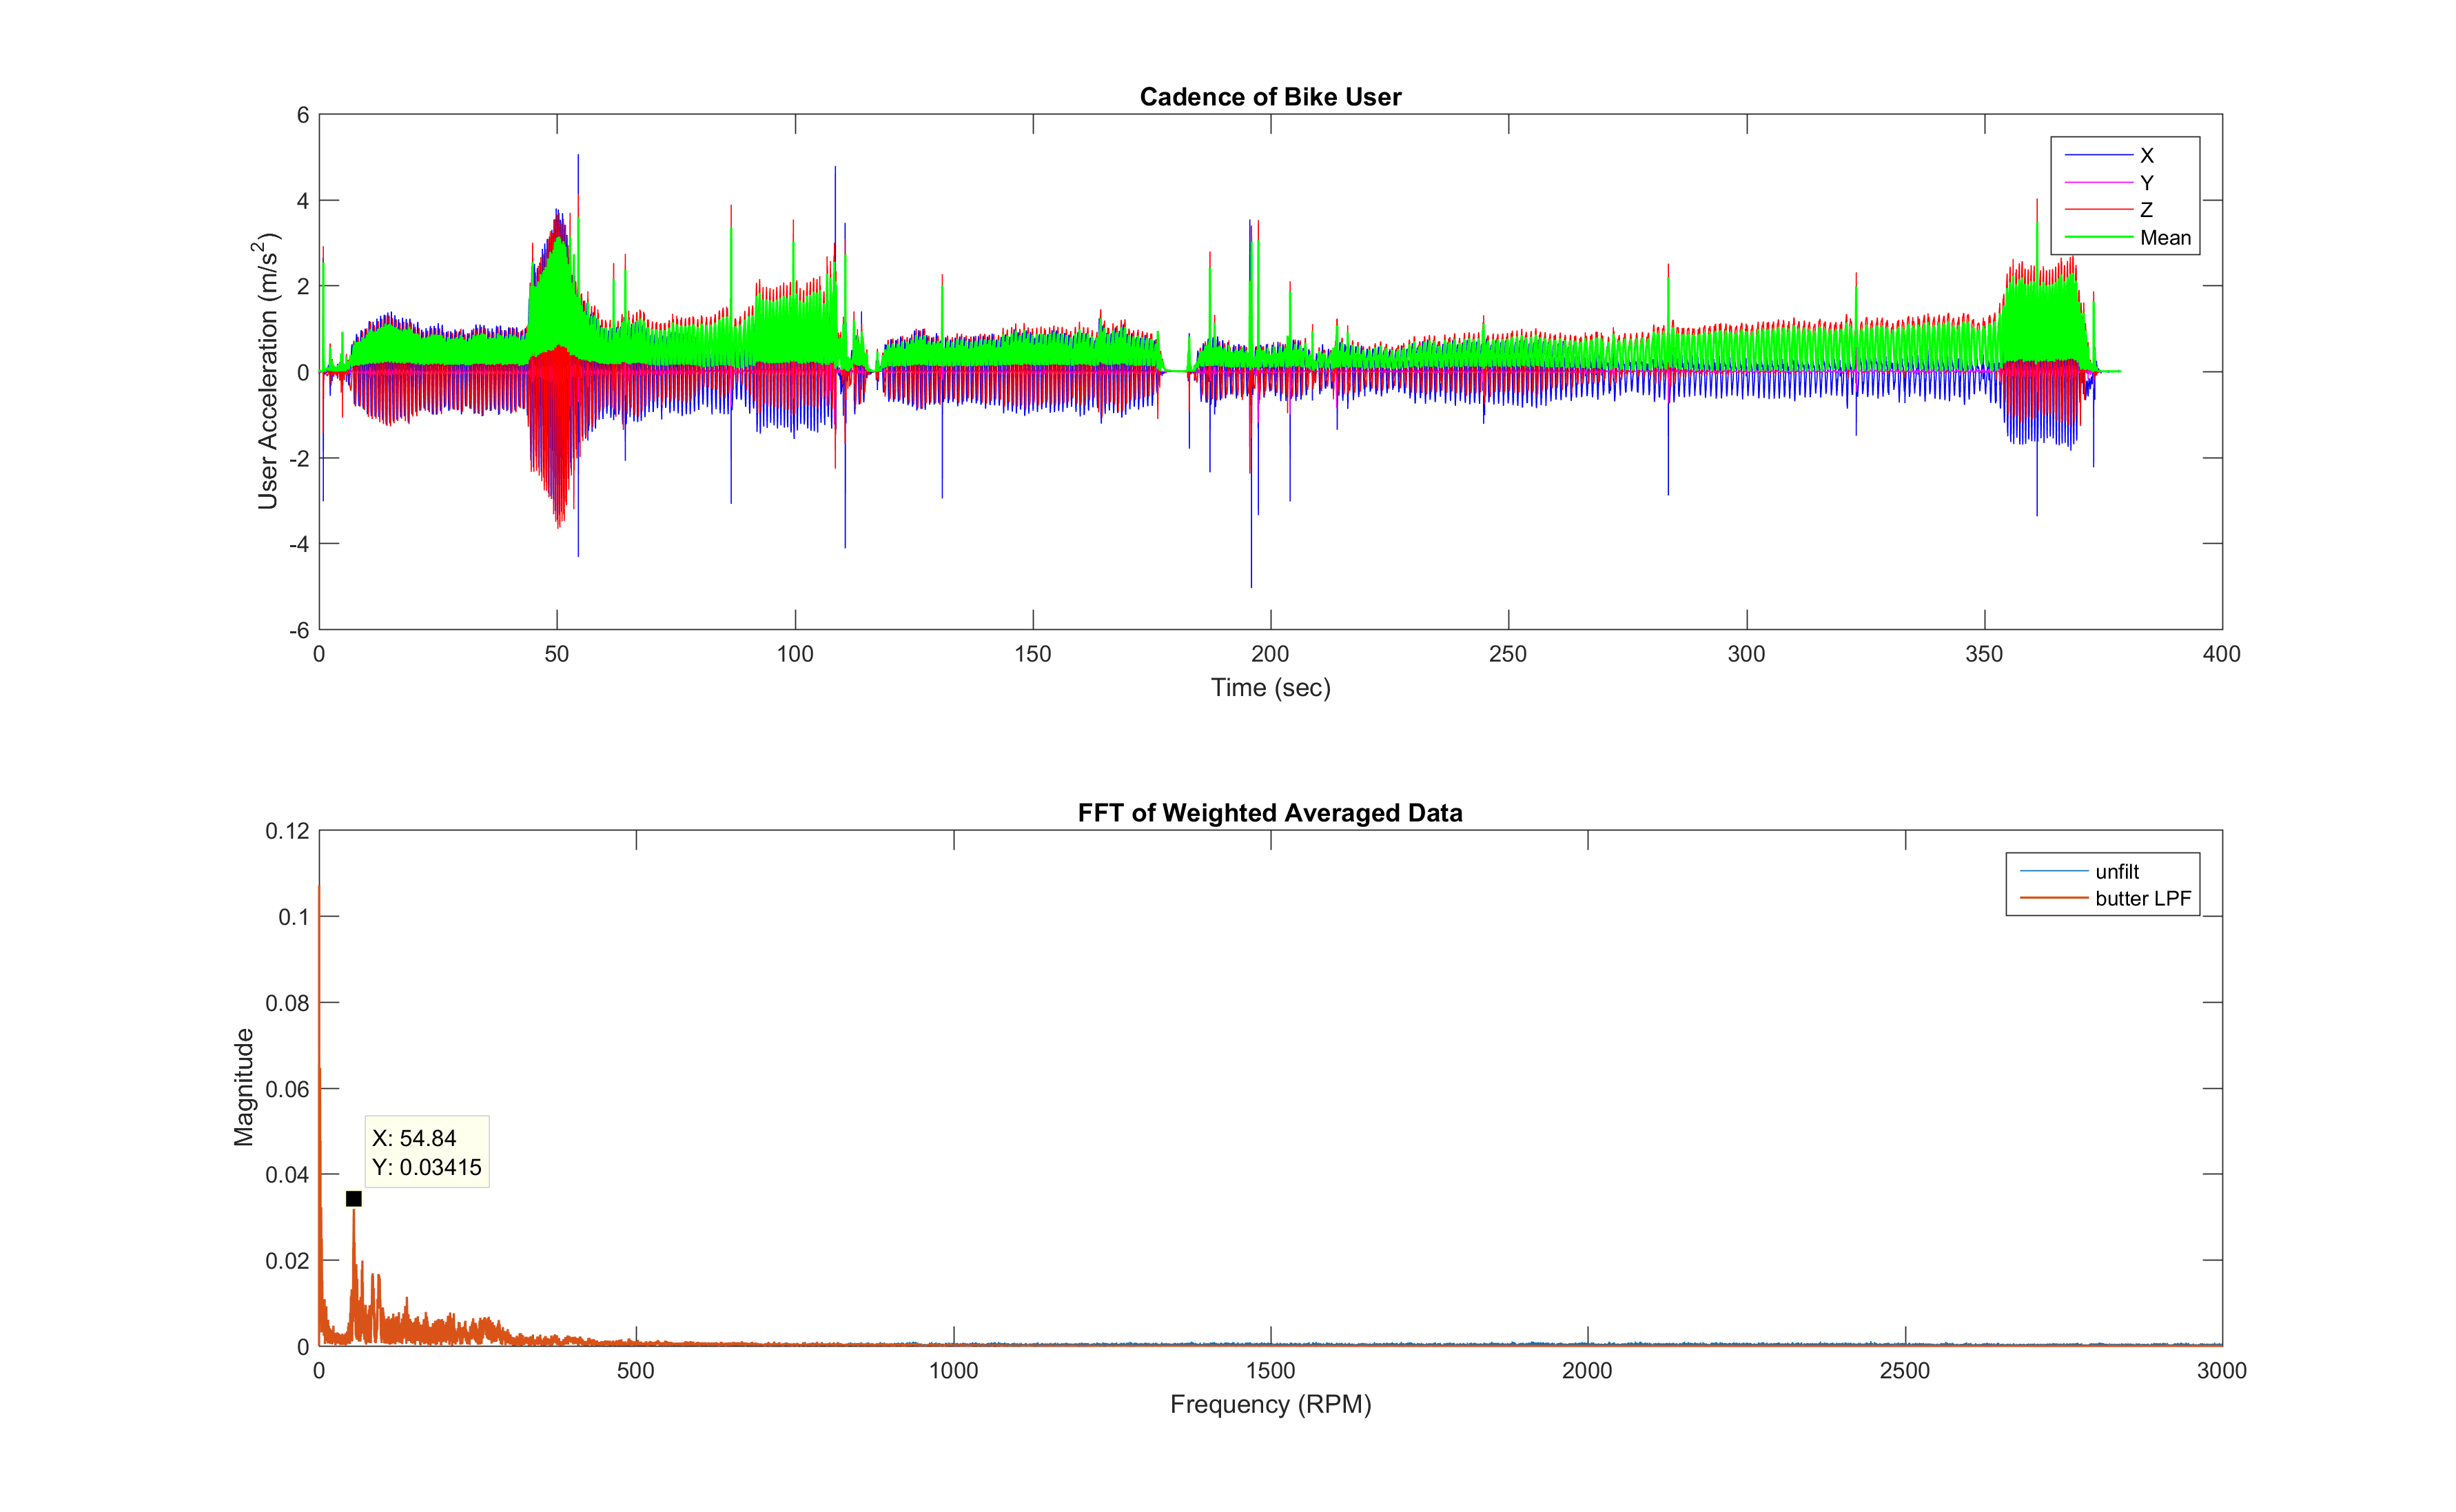 Cadence of Bike User
6
4
2
0
-2
-4
-6
User Acceleration (m/s²)
X
Y
Z
Mean
0 50 100 150 200 250 300 350 400
Time (sec)
FFT of Weighted Averaged Data
0.12
0.1
0.08
0.06
0.04
0.02
0
Magnitude
unfilt
butter LPF
X: 54.84
Y: 0.03415
0 500 1000 1500 2000 2500 3000
Frequency (RPM)